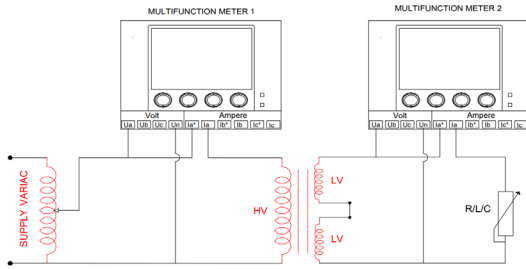 MULTIFUNCTION METER 1
MULTIFUNCTION METER 2
Volt Ampere
Ua Ub Uc Un Ia* Ia Ib* Ib Ic* Ic
Volt Ampere
Ua Ub Uc Un Ia* Ia Ib* Ib Ic* Ic
SUPPLY VARIAC
HV
LV
LV
R/L/C